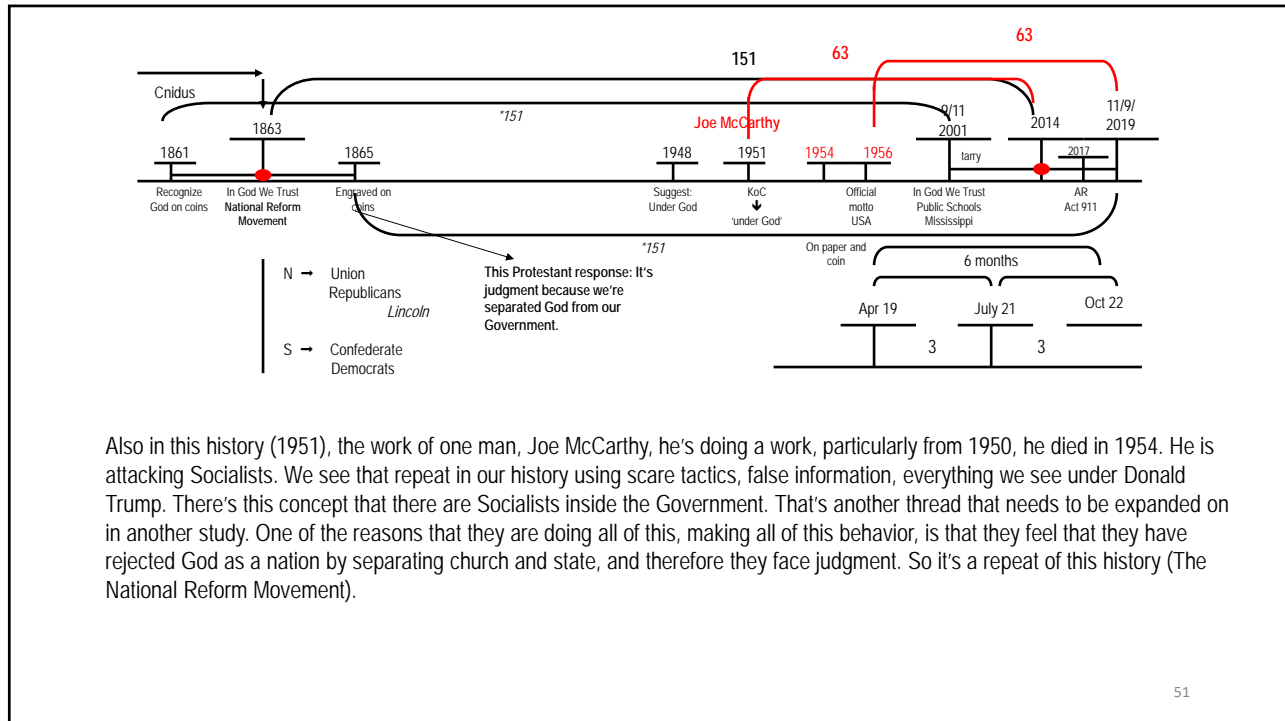 63
63
151
Cnidus
*151
1863
Joe McCarthy
9/11
2001
2014
11/9/
2019
1861
1865
1948
1951
1954
1956
tarry
2017
Recognize
God on coins
In God We Trust
National Reform
Movement
Engraved on
coins
Suggest:
Under God
KoC
🡻
'under God'
Official
motto
USA
In God We Trust
Public Schools
Mississippi
AR
Act 911
*151
On paper and
coin
6 months
N → Union
Republicans
Lincoln
S → Confederate
Democrats
This Protestant response: It's
judgment because we're
separated God from our
Government.
Apr 19
July 21
Oct 22
3
3
Also in this history (1951), the work of one man, Joe McCarthy, he's doing a work, particularly from 1950, he died in 1954. He is
attacking Socialists. We see that repeat in our history using scare tactics, false information, everything we see under Donald
Trump. There's this concept that there are Socialists inside the Government. That's another thread that needs to be expanded on
in another study. One of the reasons that they are doing all of this, making all of this behavior, is that they feel that they have
rejected God as a nation by separating church and state, and therefore they face judgment. So it's a repeat of this history (The
National Reform Movement).
51